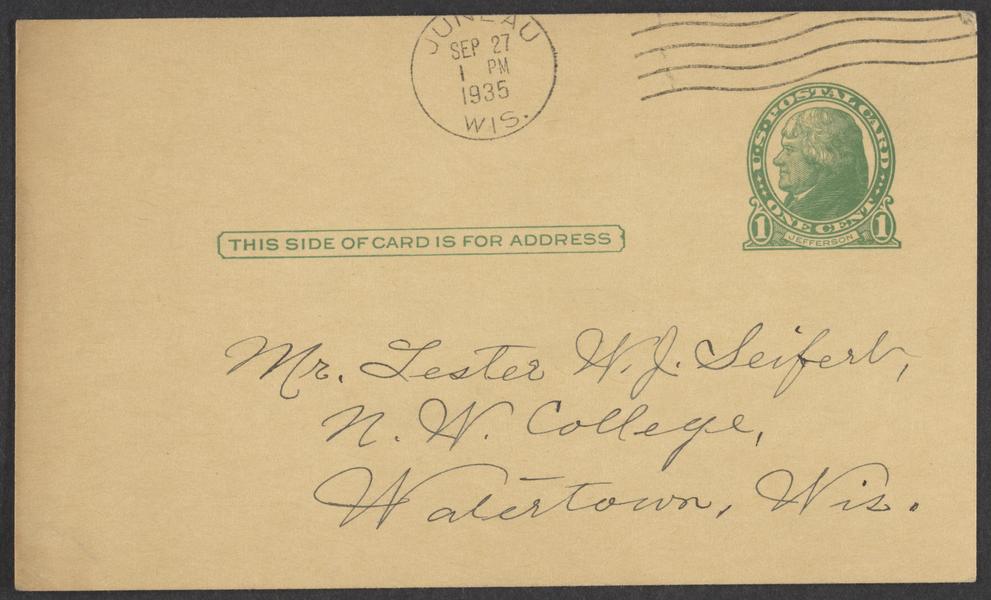 JUNEAU
SEP 27
1 PM
1935
WIS.
U.S. POSTAL CARD
ONE CENT
1 JEFFERSON 1
THIS SIDE OF CARD IS FOR ADDRESS
Mr. Lester W.J. Seifert,
N. W. College,
Watertown, Wis.